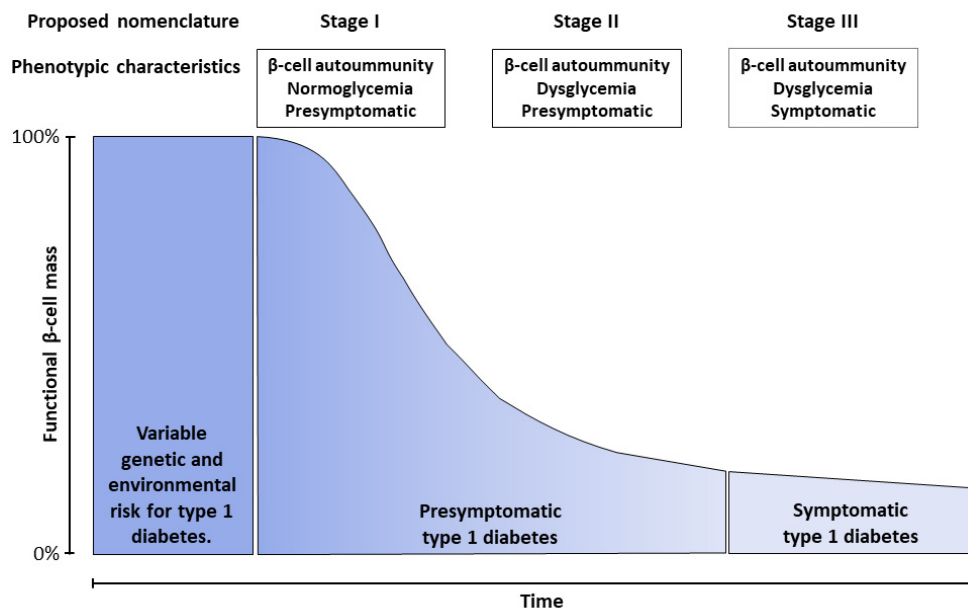 Proposed nomenclature
Stage I
Stage II
Stage III
Phenotypic characteristics
β-cell autoummunity
Normoglycemia
Presymptomatic
β-cell autoummunity
Dysglycemia
Presymptomatic
β-cell autoummunity
Dysglycemia
Symptomatic
100%
Functional β-cell mass
0%
Variable
genetic and
environmental
risk for type 1
diabetes.
Presymptomatic
type 1 diabetes
Symptomatic
type 1 diabetes
Time